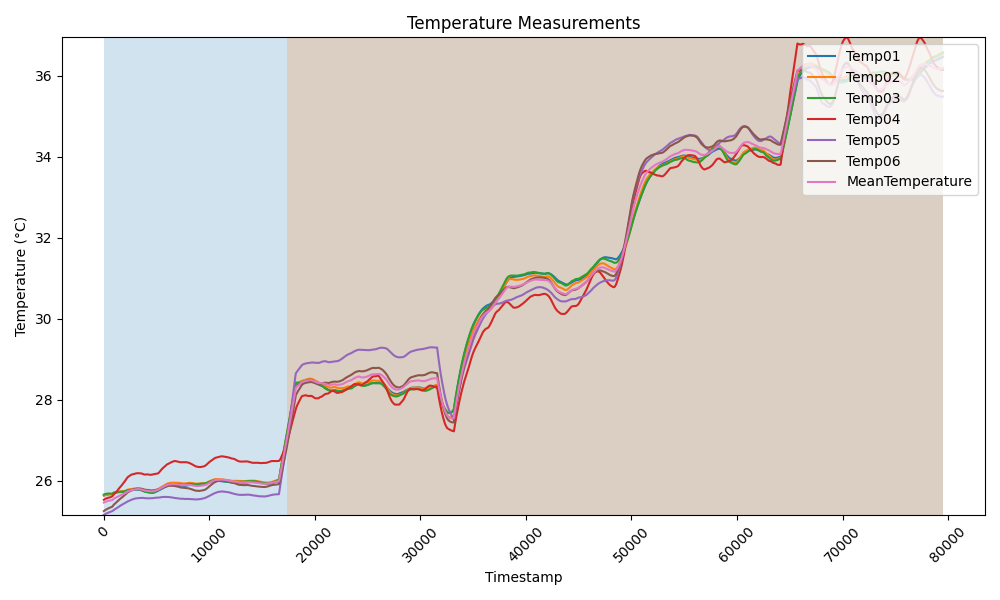 Temperature Measurements
Temp01
Temp02
Temp03
Temp04
Temp05
Temp06
MeanTemperature
Temperature (°C)
36
34
32
30
28
26
0
10000
20000
30000
40000
50000
60000
70000
80000
Timestamp